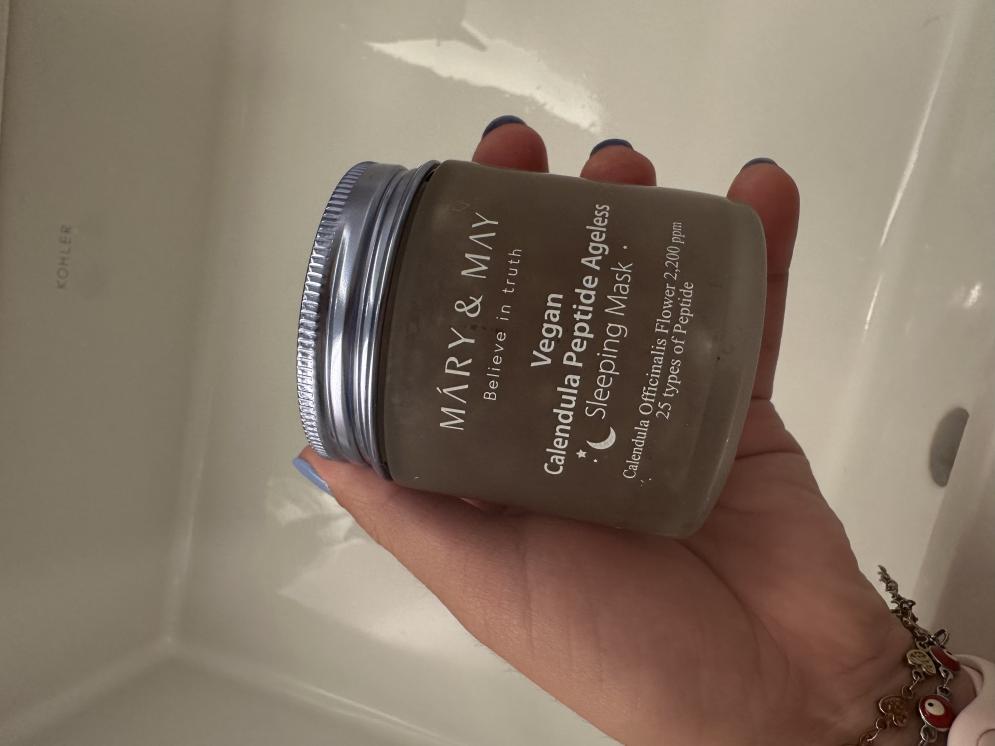 MÁRY & MAY
Believe in truth
Vegan
Calendula Peptide Ageless
Sleeping Mask
Calendula Officinalis Flower 2,200 ppm
25 types of Peptide
KOHLER